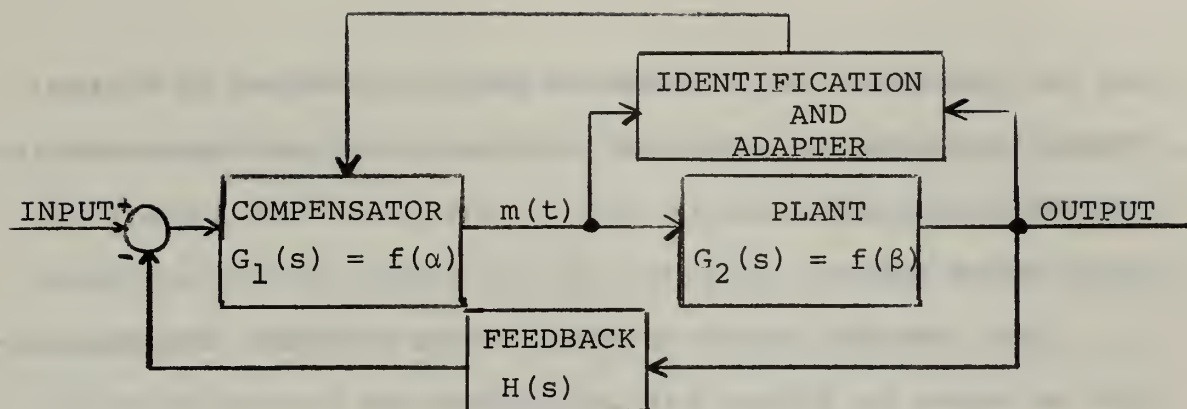 IDENTIFICATION
AND
ADAPTER
INPUT
+
-
COMPENSATOR
G₁(s) = f(α)
m(t)
PLANT
G₂(s) = f(β)
OUTPUT
FEEDBACK
H(s)